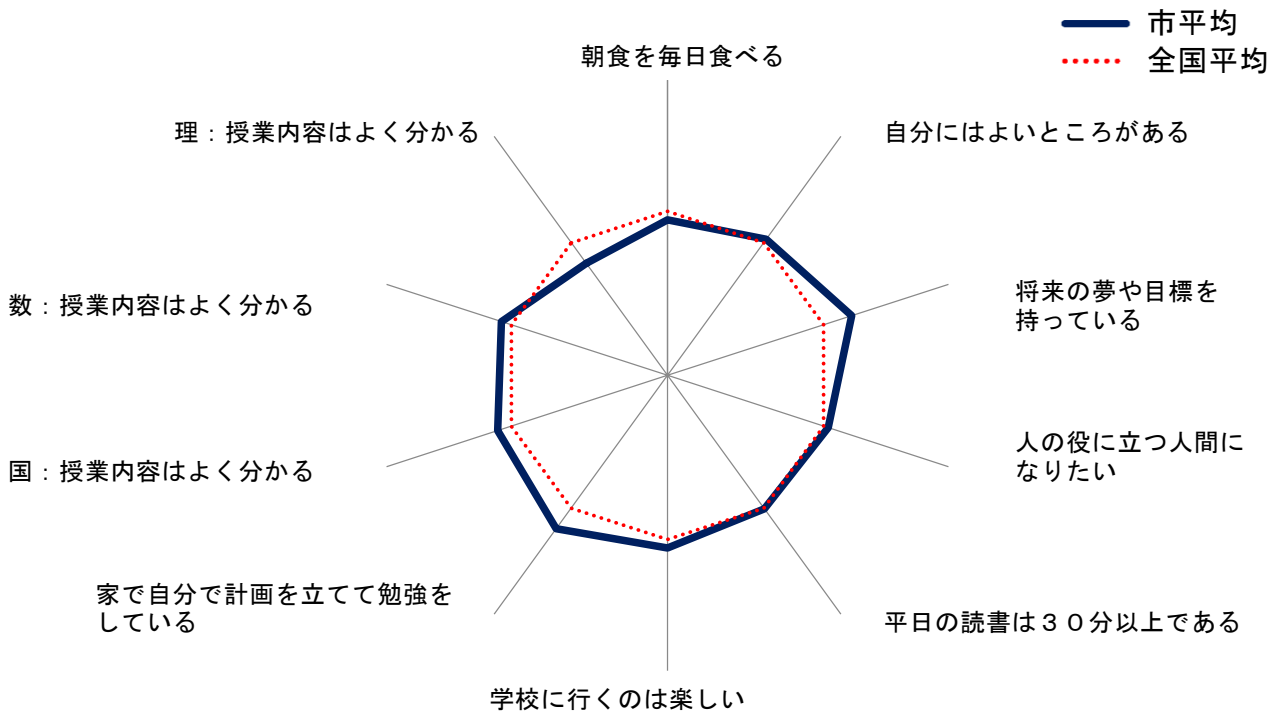 市平均
全国平均
朝食を毎日食べる
理：授業内容はよく分かる
自分にはよいところがある
数：授業内容はよく分かる
将来の夢や目標を
持っている
国：授業内容はよく分かる
人の役に立つ人間に
なりたい
家で自分で計画を立てて勉強を
している
平日の読書は３０分以上である
学校に行くのは楽しい